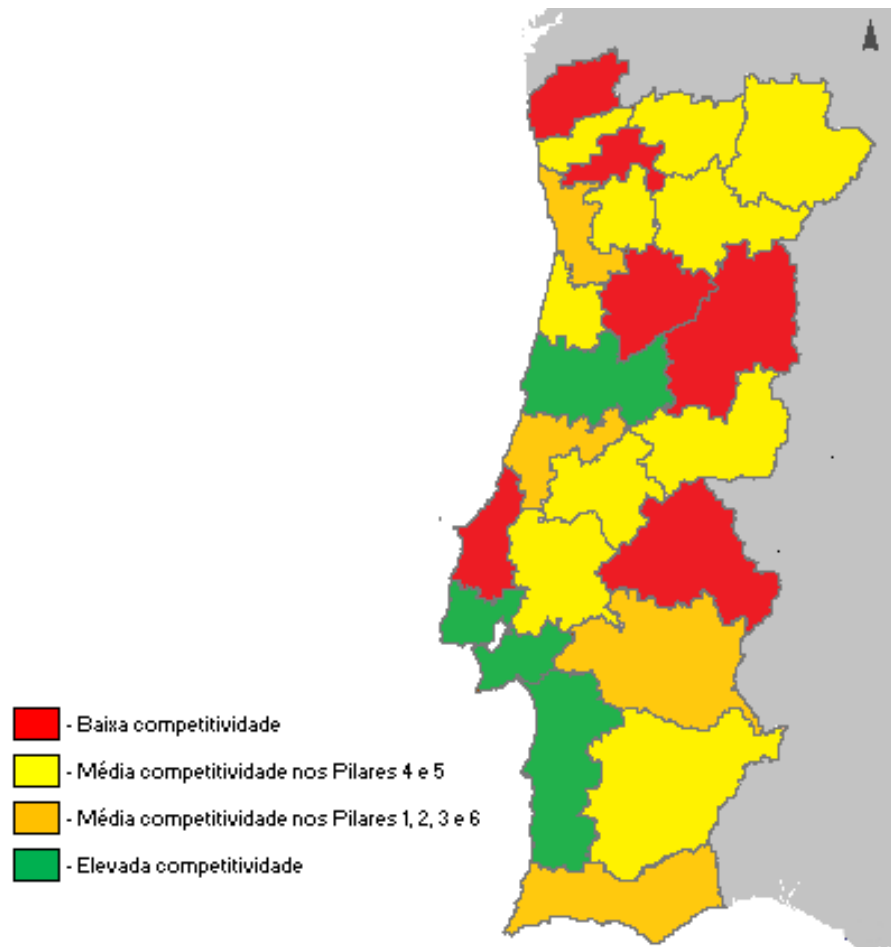 - Baixa competitividade
- Média competitividade nos Pilares 4 e 5
- Média competitividade nos Pilares 1, 2, 3 e 6
- Elevada competitividade